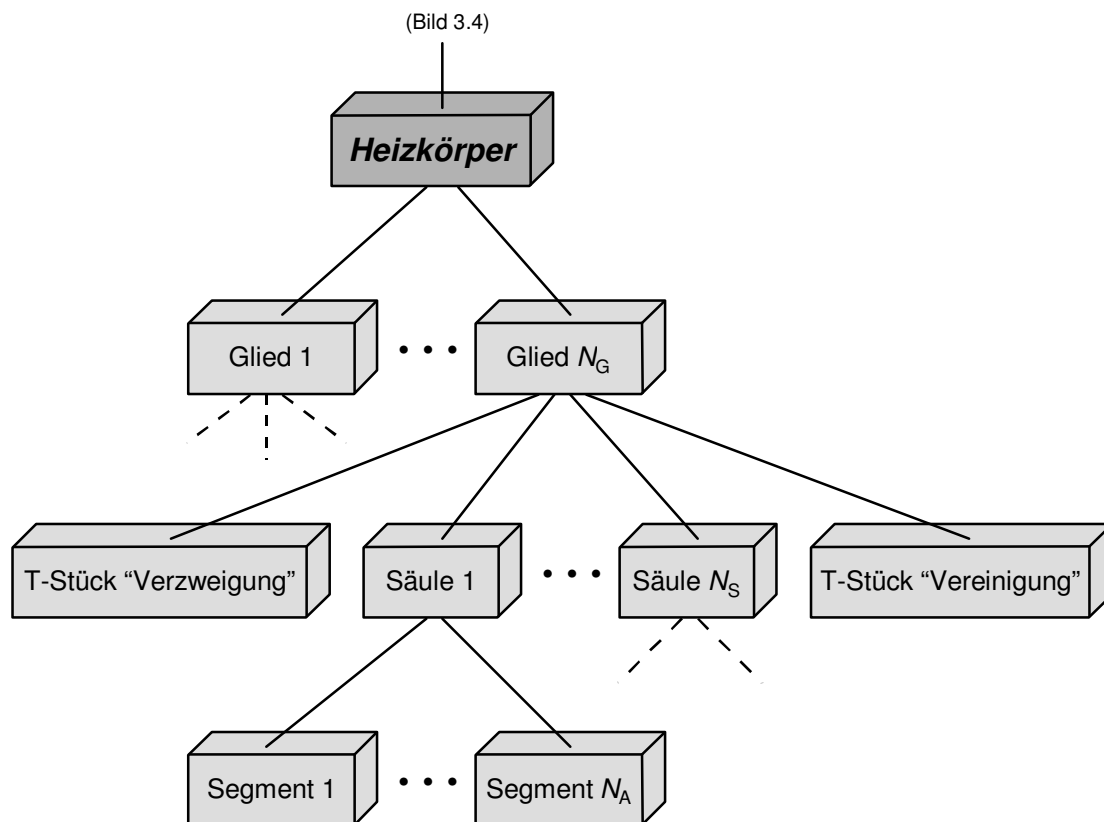 (Bild 3.4)
Heizkörper
Glied 1
• • •
Glied N_G
T-Stück “Verzweigung”
Säule 1
• • •
Säule N_S
T-Stück “Vereinigung”
Segment 1
• • •
Segment N_A